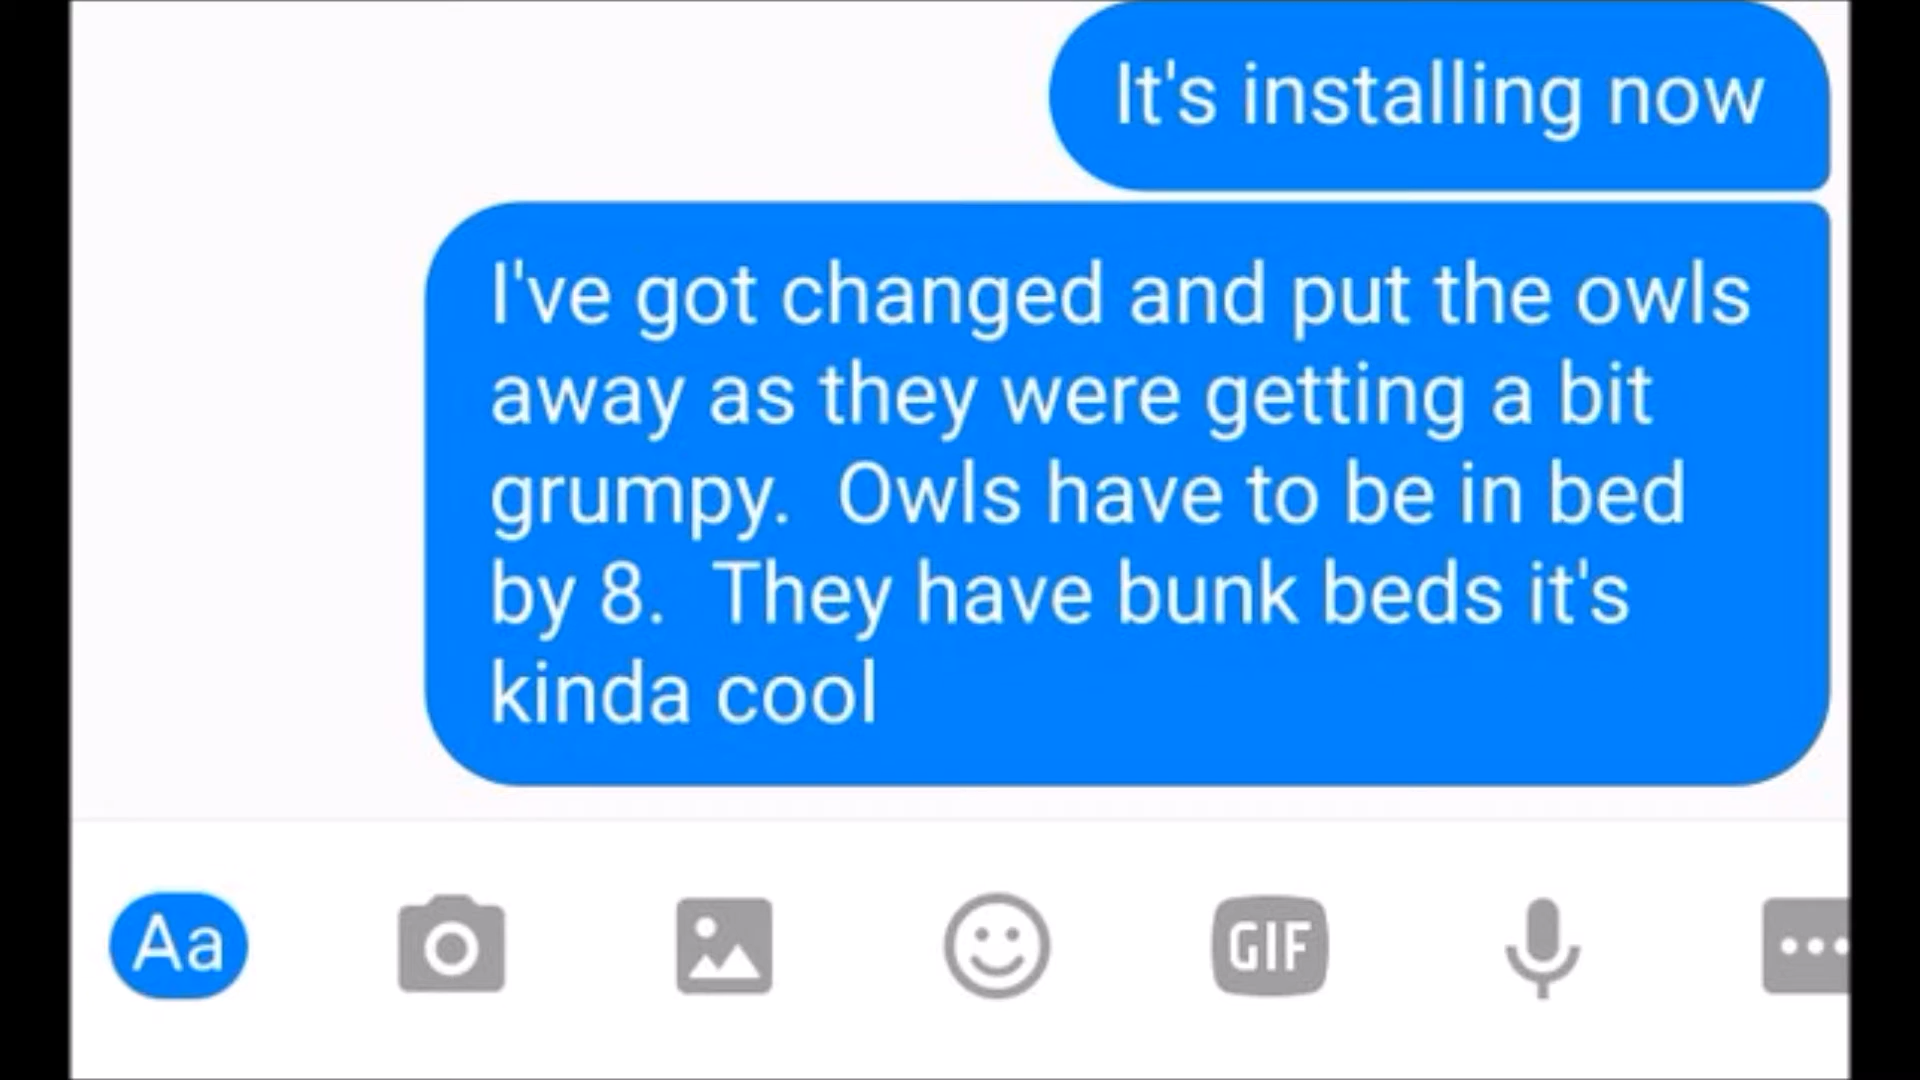 It's installing now
I've got changed and put the owls
away as they were getting a bit
grumpy.  Owls have to be in bed
by 8.  They have bunk beds it's
kinda cool
Aa
GIF